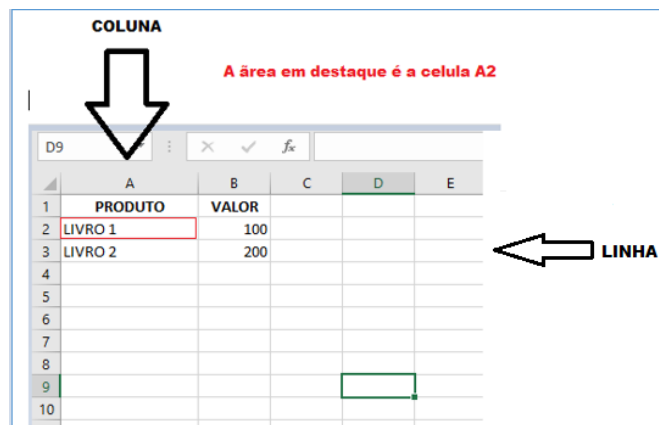 COLUNA
A ãrea em destaque é a celula A2
D9 fx
A B C D E
1 PRODUTO VALOR
2 LIVRO 1 100
3 LIVRO 2 200
LINHA
4
5
6
7
8
9
10